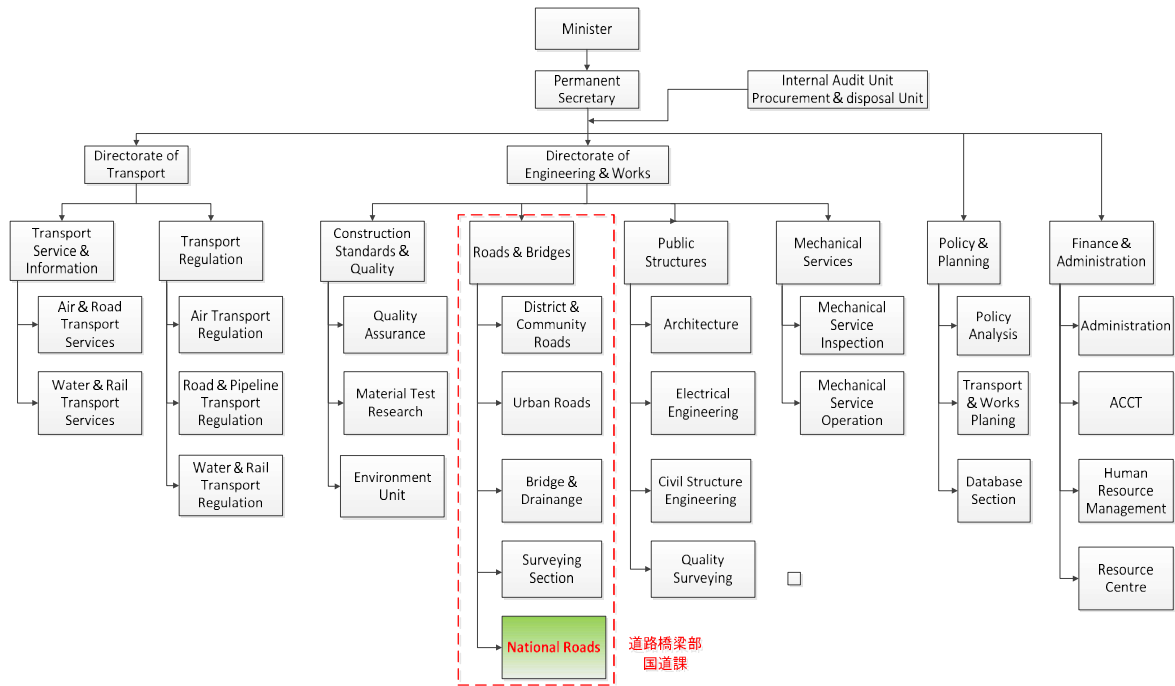 Minister
Permanent
Secretary
Internal Audit Unit
Procurement & disposal Unit
Directorate of
Transport
Directorate of
Engineering & Works
Transport
Service &
Information
Transport
Regulation
Construction
Standards &
Quality
Roads & Bridges
Public
Structures
Mechanical
Services
Policy &
Planning
Finance &
Administration
Air & Road
Transport
Services
Water & Rail
Transport
Services
Air Transport
Regulation
Road & Pipeline
Transport
Regulation
Water & Rail
Transport
Regulation
Quality
Assurance
Material Test
Research
Environment
Unit
District &
Community
Roads
Urban Roads
Bridge &
Drainange
Surveying
Section
National Roads
道路橋梁部
国道課
Architecture
Electrical
Engineering
Civil Structure
Engineering
Quality
Surveying
Mechanical
Service
Inspection
Mechanical
Service
Operation
Policy
Analysis
Transport
& Works
Planing
Database
Section
Administration
ACCT
Human
Resource
Management
Resource
Centre